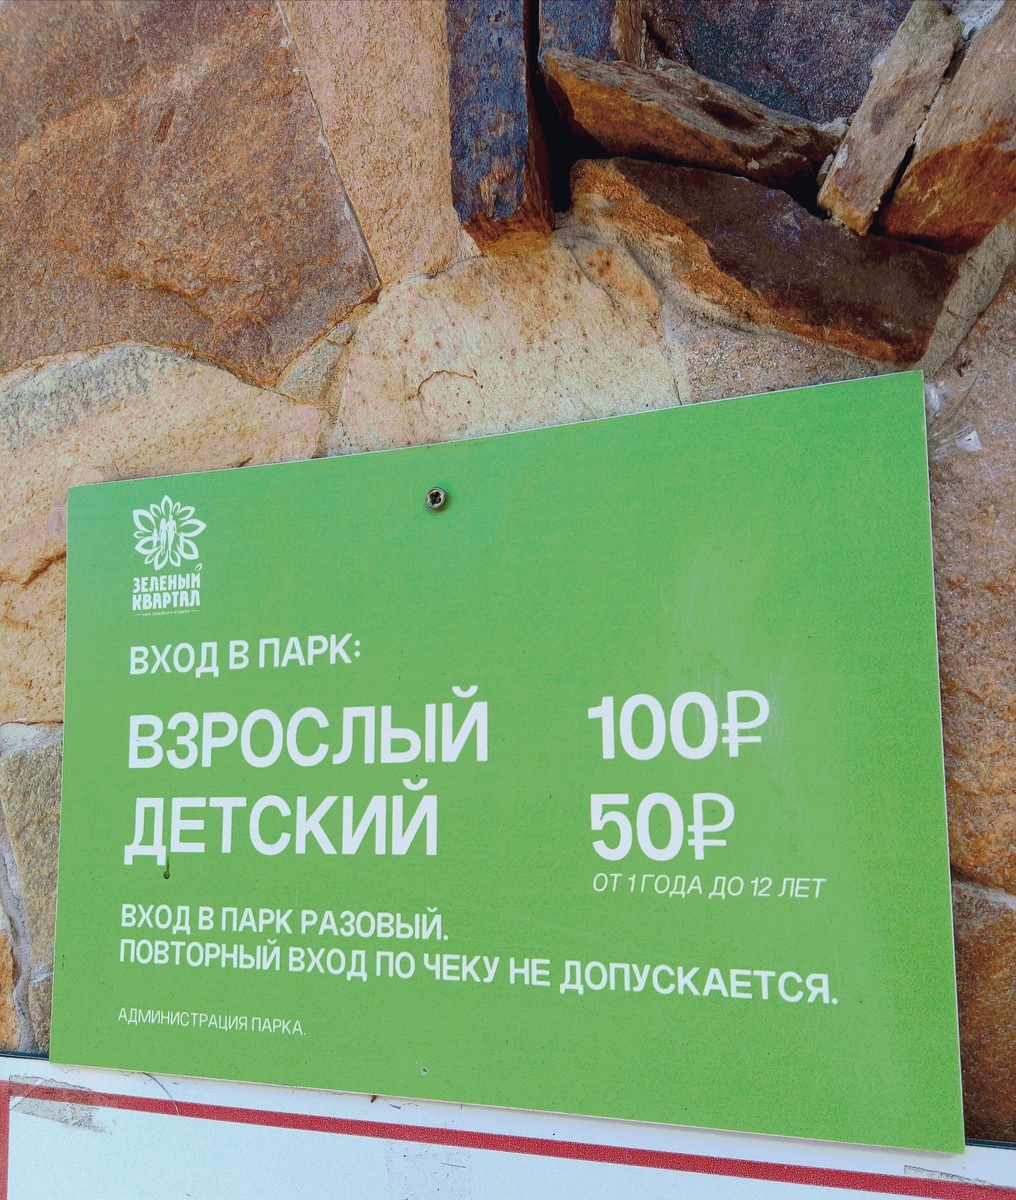 ЗЕЛЕНЫЙ
КВАРТАЛ
ВХОД В ПАРК:
ВЗРОСЛЫЙ 100₽
ДЕТСКИЙ 50₽
ОТ 1 ГОДА ДО 12 ЛЕТ
ВХОД В ПАРК РАЗОВЫЙ.
ПОВТОРНЫЙ ВХОД ПО ЧЕКУ НЕ ДОПУСКАЕТСЯ.
АДМИНИСТРАЦИЯ ПАРКА.